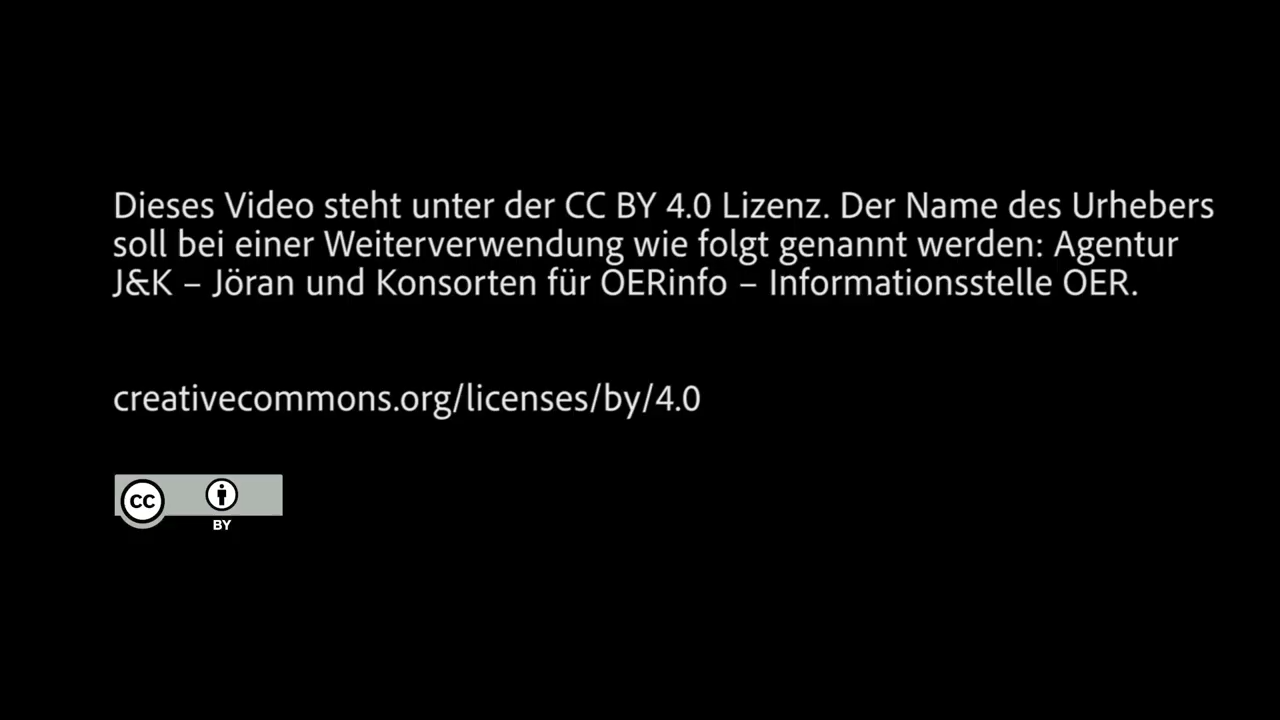 Dieses Video steht unter der CC BY 4.0 Lizenz. Der Name des Urhebers
soll bei einer Weiterverwendung wie folgt genannt werden: Agentur
J&K – Jöran und Konsorten für OERinfo – Informationsstelle OER.
creativecommons.org/licenses/by/4.0
CC
BY